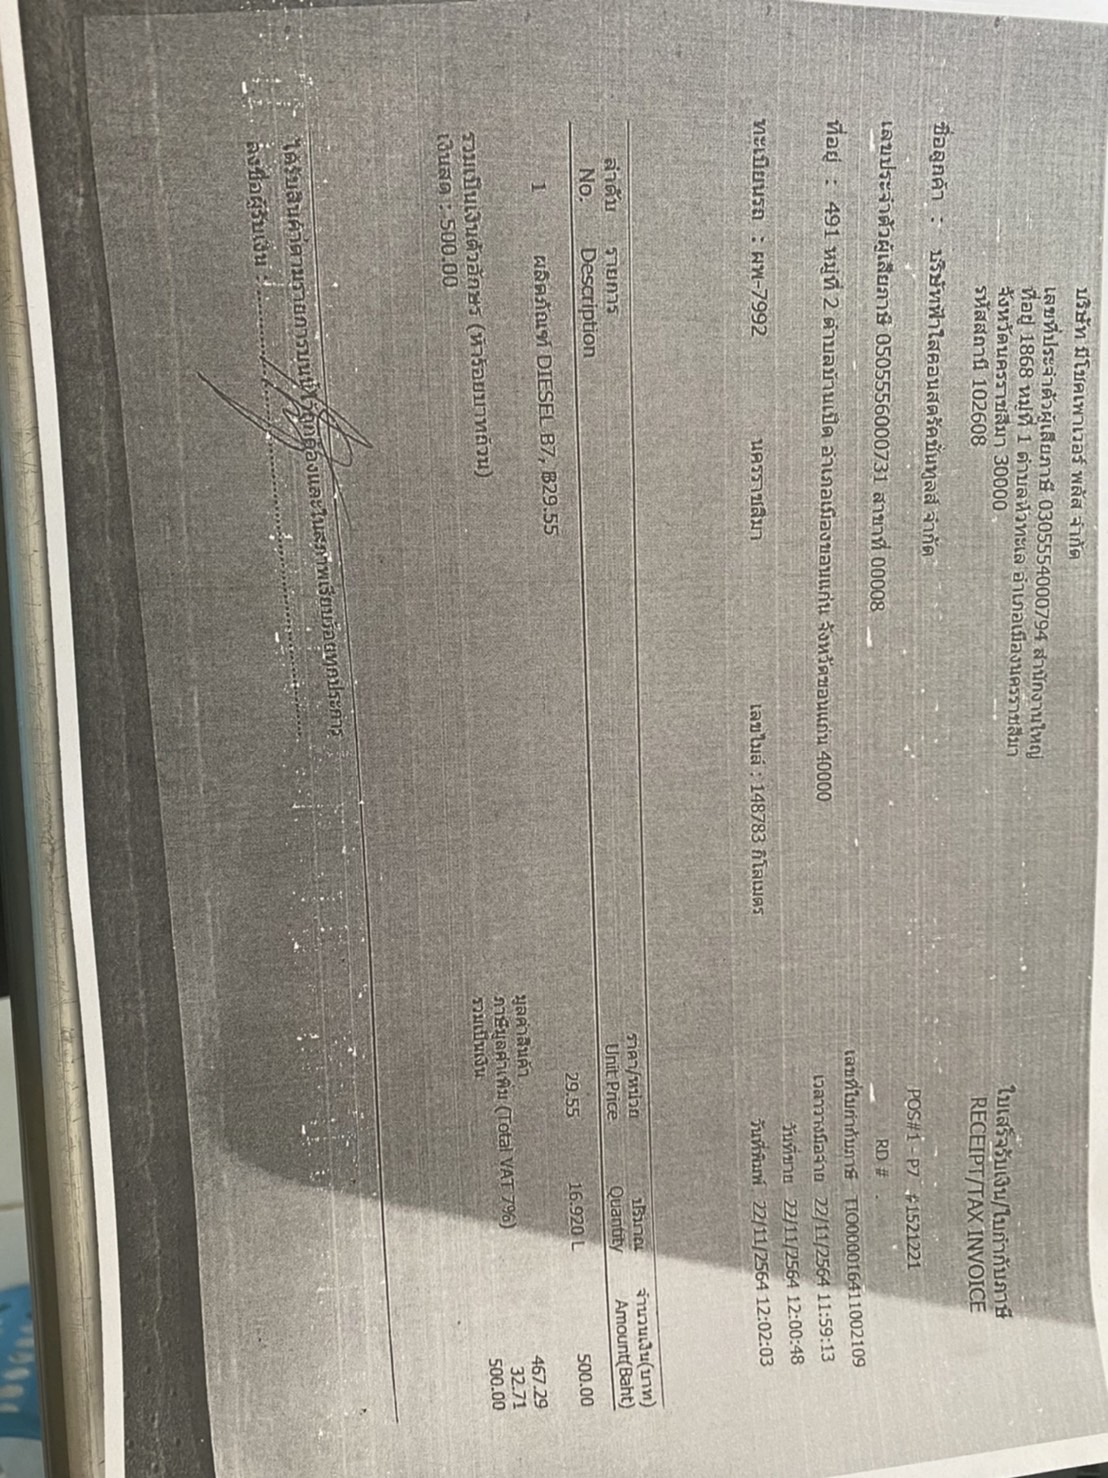 บริษัท มีโชคเพาเวอร์ พลัส จำกัด
เลขที่ประจำตัวผู้เสียภาษี 0305554000794 สำนักงานใหญ่
ที่อยู่ 1868 หมู่ที่ 1 ตำบลหัวทะเล อำเภอเมืองนครราชสีมา
จังหวัดนครราชสีมา 30000
รหัสสถานี 102608
ใบเสร็จรับเงิน/ใบกำกับภาษี
RECEIPT/TAX INVOICE
ชื่อลูกค้า : บริษัทฟ้าใสคอนสตรัคชั่นทูลส์ จำกัด
POS#1 - P7 #1521221
เลขประจำตัวผู้เสียภาษี 0505556000731 สาขาที่ 00008
RD # .
ที่อยู่ : 491 หมู่ที่ 2 ตำบลบ้านเป็ด อำเภอเมืองขอนแก่น จังหวัดขอนแก่น 40000
เลขที่ใบกำกับภาษี TIO000016411002109
เวลาวางมือจ่าย 22/11/2564 11:59:13
วันที่ขาย 22/11/2564 12:00:48
ทะเบียนรถ : ผพ-7992 นครราชสีมา เลขไมล์ : 148783 กิโลเมตร
วันที่พิมพ์ 22/11/2564 12:02:03
ลำดับ รายการ ราคา/หน่วย ปริมาณ จำนวนเงิน(บาท)
No. Description Unit Price Quantity Amount(Baht)
1 ผลิตภัณฑ์ DIESEL B7, B29.55 29.55 16.920 L 500.00
มูลค่าสินค้า 467.29
ภาษีมูลค่าเพิ่ม (Total VAT 7%) 32.71
รวมเป็นเงิน 500.00
รวมเป็นเงินตัวอักษร (ห้าร้อยบาทถ้วน)
เงินสด : 500.00
ได้รับสินค้าตามรายการบนนี้ไว้ถูกต้องและในสภาพเรียบร้อยทุกประการ
ลงชื่อผู้รับเงิน :